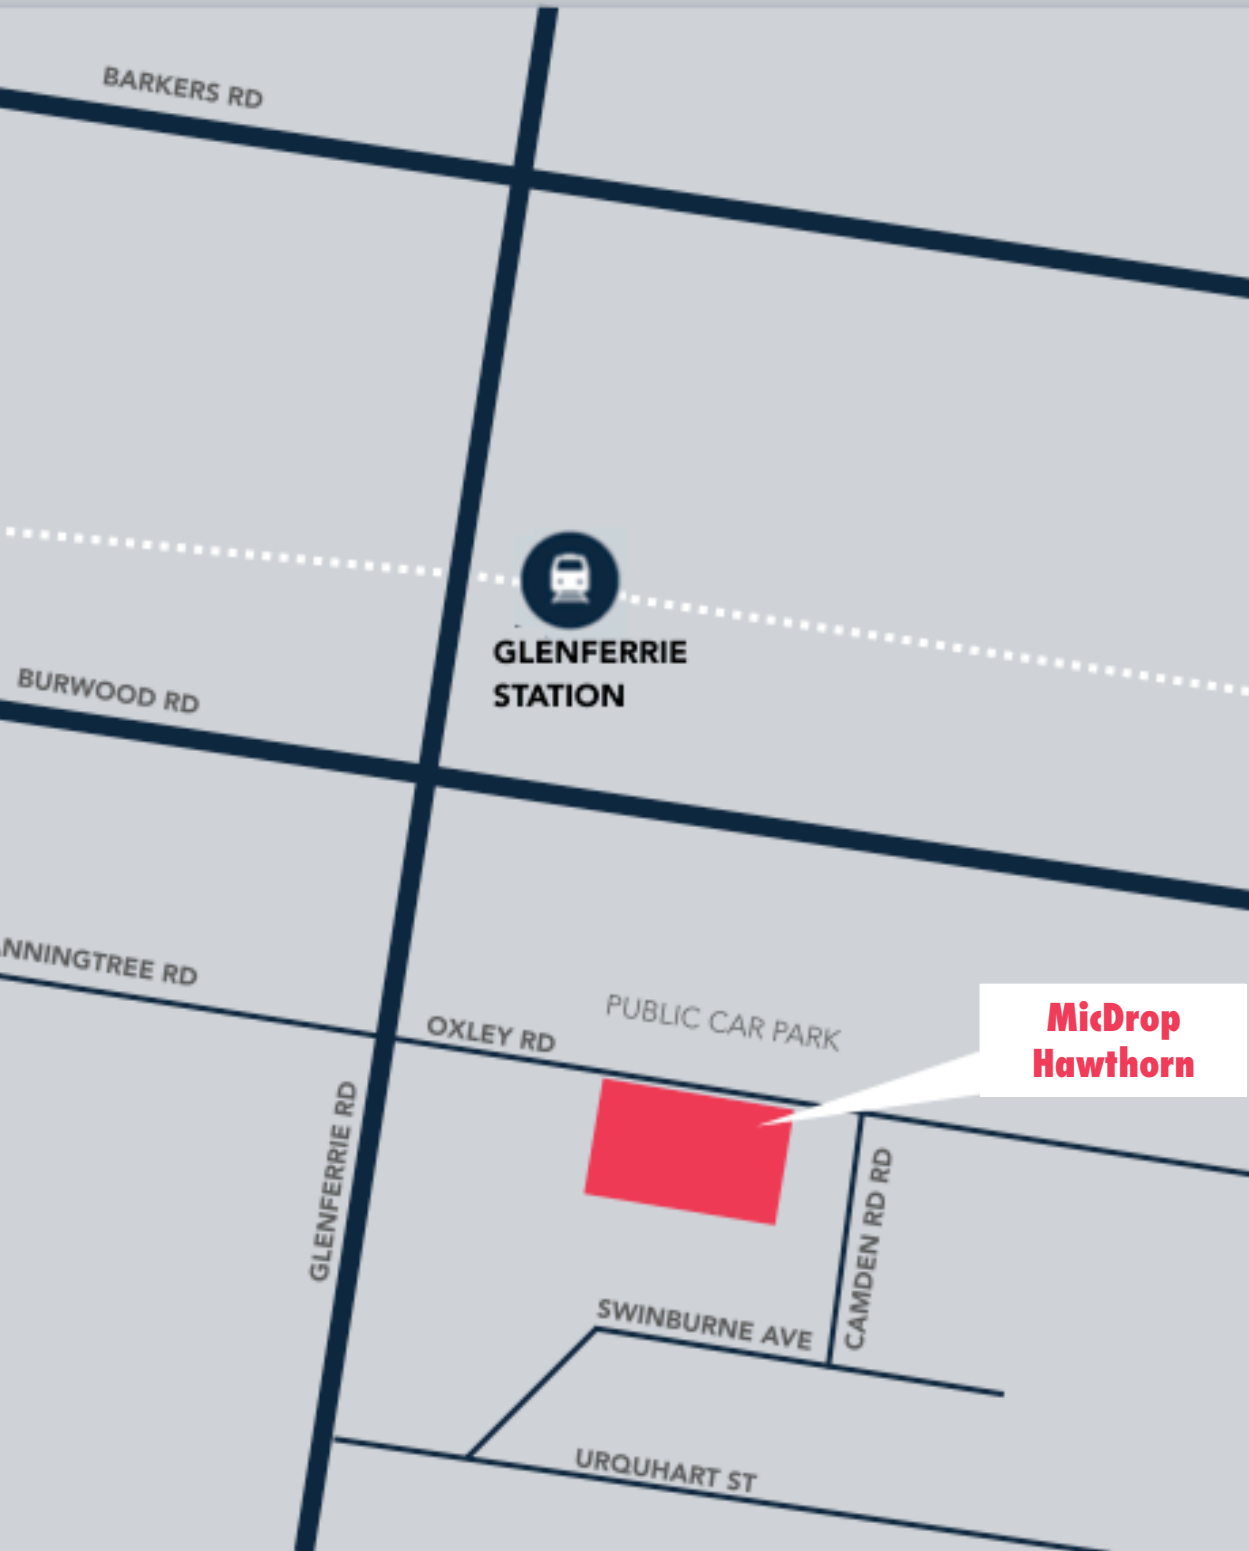 BARKERS RD
GLENFERRIE
STATION
BURWOOD RD
ANNINGTREE RD
OXLEY RD
PUBLIC CAR PARK
MicDrop
Hawthorn
GLENFERRIE RD
CAMDEN RD RD
SWINBURNE AVE
URQUHART ST